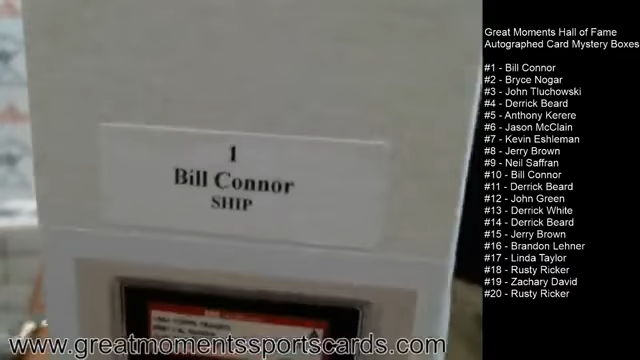 1
Bill Connor
SHIP
www.greatmomentssportscards.com
Great Moments Hall of Fame
Autographed Card Mystery Boxes
#1 - Bill Connor
#2 - Bryce Nogar
#3 - John Tluchowski
#4 - Derrick Beard
#5 - Anthony Kerere
#6 - Jason McClain
#7 - Kevin Eshleman
#8 - Jerry Brown
#9 - Neil Saffran
#10 - Bill Connor
#11 - Derrick Beard
#12 - John Green
#13 - Derrick White
#14 - Derrick Beard
#15 - Jerry Brown
#16 - Brandon Lehner
#17 - Linda Taylor
#18 - Rusty Ricker
#19 - Zachary David
#20 - Rusty Ricker